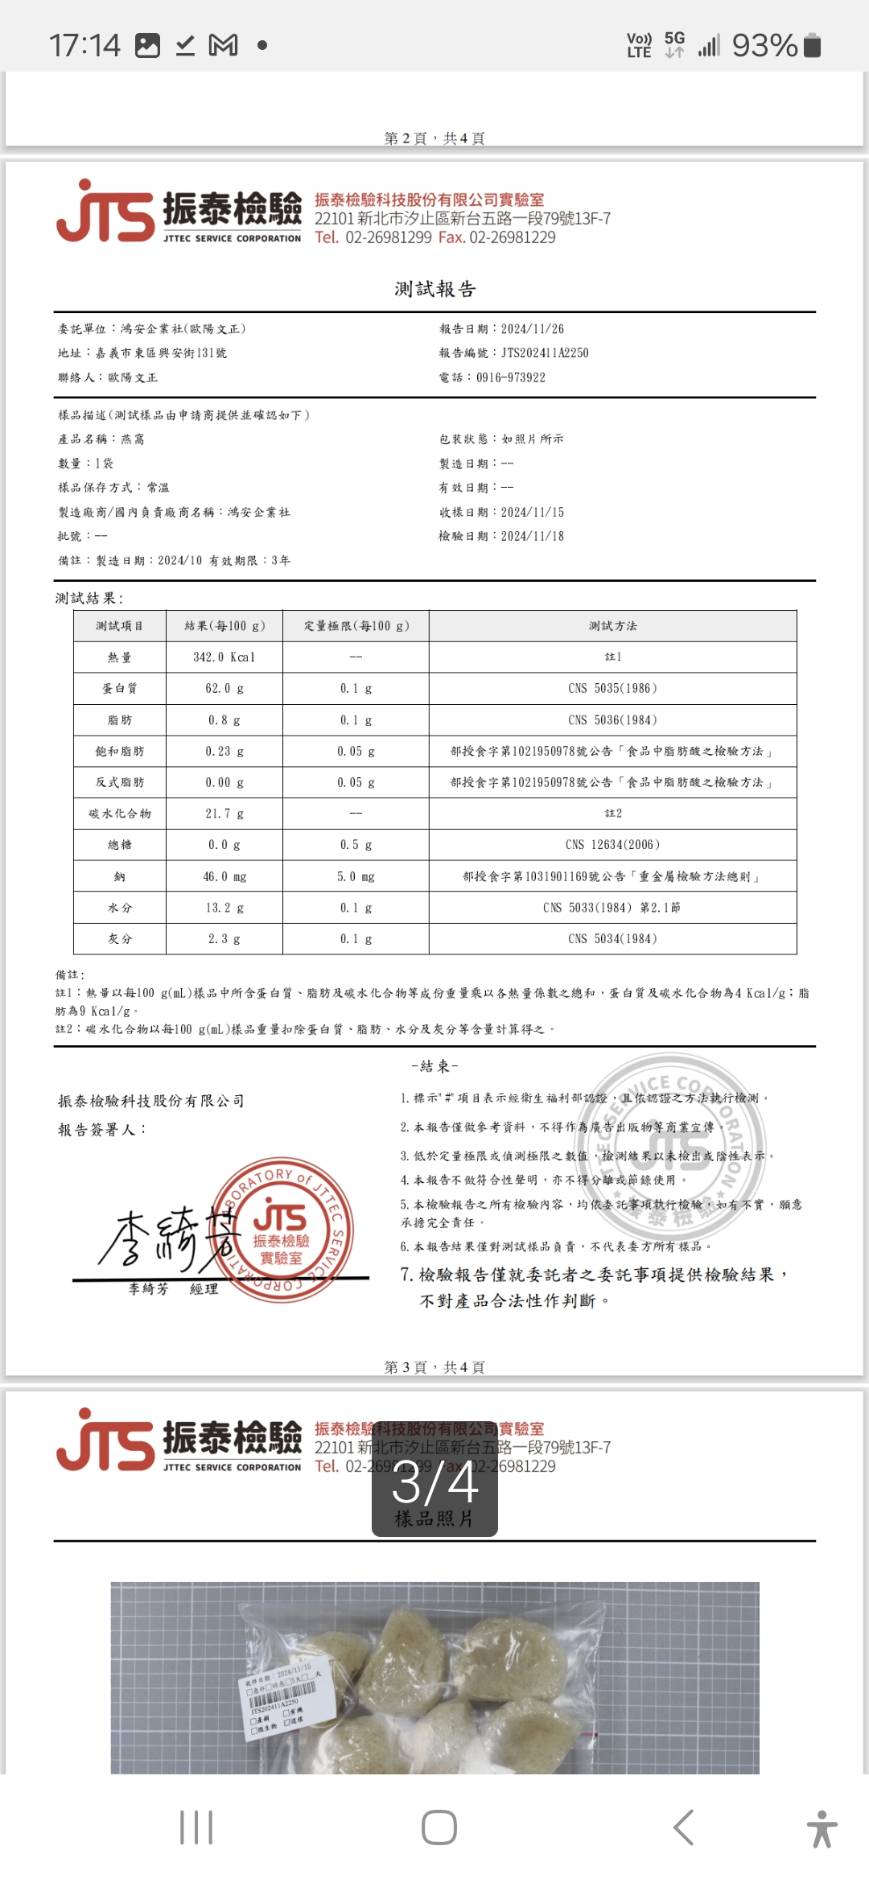 17:14
Vo)) LTE 5G 93%
第2頁，共4頁
JTS 振泰檢驗
JTTEC SERVICE CORPORATION
振泰檢驗科技股份有限公司實驗室
22101 新北市汐止區新台五路一段79號13F-7
Tel. 02-26981299 Fax. 02-26981229
測試報告
委託單位：鴻安企業社(歐陽文正)
報告日期：2024/11/26
地址：嘉義市東區興安街131號
報告編號：JTS202411A2250
聯絡人：歐陽文正
電話：0916-973922
樣品描述(測試樣品由申請商提供並確認如下)
產品名稱：燕窩
包裝狀態：如照片所示
數量：1袋
製造日期：--
樣品保存方式：常溫
有效日期：--
製造廠商/國內負責廠商名稱：鴻安企業社
收樣日期：2024/11/15
批號：--
檢驗日期：2024/11/18
備註：製造日期：2024/10 有效期限：3年
測試結果：
測試項目 結果(每100 g) 定量極限(每100 g) 測試方法
熱量 342.0 Kcal -- 註1
蛋白質 62.0 g 0.1 g CNS 5035(1986)
脂肪 0.8 g 0.1 g CNS 5036(1984)
飽和脂肪 0.23 g 0.05 g 部授食字第1021950978號公告「食品中脂肪酸之檢驗方法」
反式脂肪 0.00 g 0.05 g 部授食字第1021950978號公告「食品中脂肪酸之檢驗方法」
碳水化合物 21.7 g -- 註2
總糖 0.0 g 0.5 g CNS 12634(2006)
鈉 46.0 mg 5.0 mg 部授食字第1031901169號公告「重金屬檢驗方法總則」
水分 13.2 g 0.1 g CNS 5033(1984) 第2.1節
灰分 2.3 g 0.1 g CNS 5034(1984)
備註：
註1：熱量以每100 g(mL)樣品中所含蛋白質、脂肪及碳水化合物等成份重量乘以各熱量係數之總和，蛋白質及碳水化合物為4 Kcal/g；脂
肪為9 Kcal/g。
註2：碳水化合物以每100 g(mL)樣品重量扣除蛋白質、脂肪、水分及灰分等含量計算得之。
-結束-
振泰檢驗科技股份有限公司
報告簽署人：
李綺芳
LABORATORY of JTTEC SERVICE CORPORATION
JTS
振泰檢驗
實驗室
李綺芳 經理
1. 標示"#"項目表示經衛生福利部認證，且依認證之方法執行檢測。
2. 本報告僅做參考資料，不得作為廣告出版物等商業宣傳。
3. 低於定量極限或偵測極限之數值，檢測結果以未檢出或陰性表示。
4. 本報告不做符合性聲明，亦不得分離或節錄使用。
5. 本檢驗報告之所有檢驗內容，均依委託事項執行檢驗，如有不實，願意
承擔完全責任。
6. 本報告結果僅對測試樣品負責，不代表委方所有樣品。
7. 檢驗報告僅就委託者之委託事項提供檢驗結果，
不對產品合法性作判斷。
JTTEC SERVICE CORPORATION
JTS
振泰檢驗
第3頁，共4頁
JTS 振泰檢驗
JTTEC SERVICE CORPORATION
振泰檢驗科技股份有限公司實驗室
22101 新北市汐止區新台五路一段79號13F-7
Tel. 02-26981299 Fax. 02-26981229
3/4
樣品照片
收樣日期：2024/11/15
JTS202411A2250